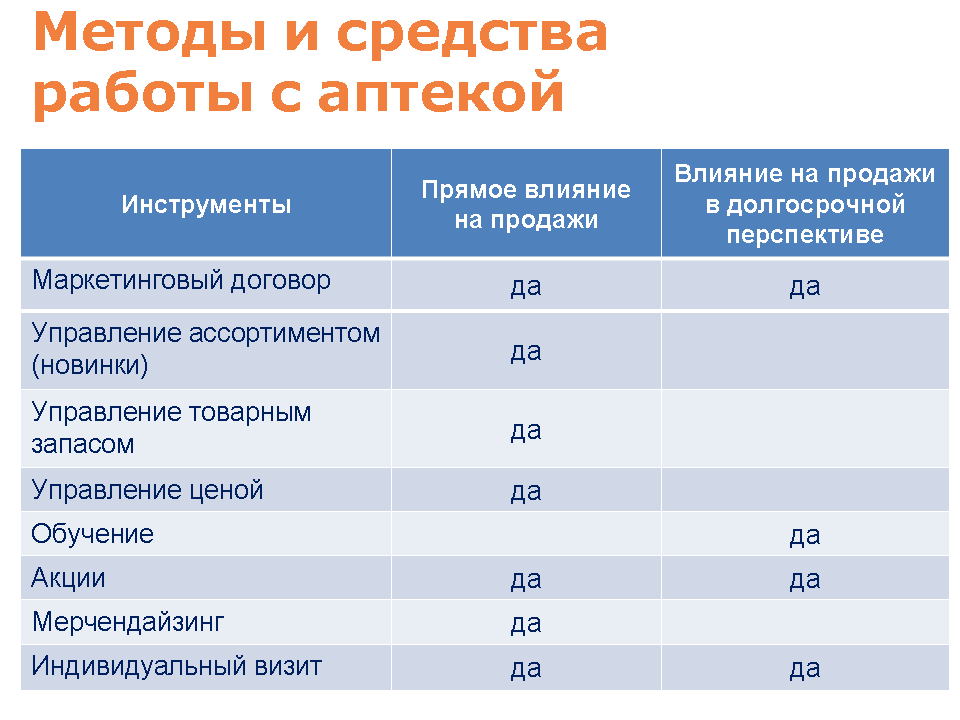 Методы и средства
работы с аптекой
Инструменты
Прямое влияние
на продажи
Влияние на продажи
в долгосрочной
перспективе
Маркетинговый договор
да
да
Управление ассортиментом
(новинки)
да
Управление товарным
запасом
да
Управление ценой
да
Обучение
да
Акции
да
да
Мерчендайзинг
да
Индивидуальный визит
да
да